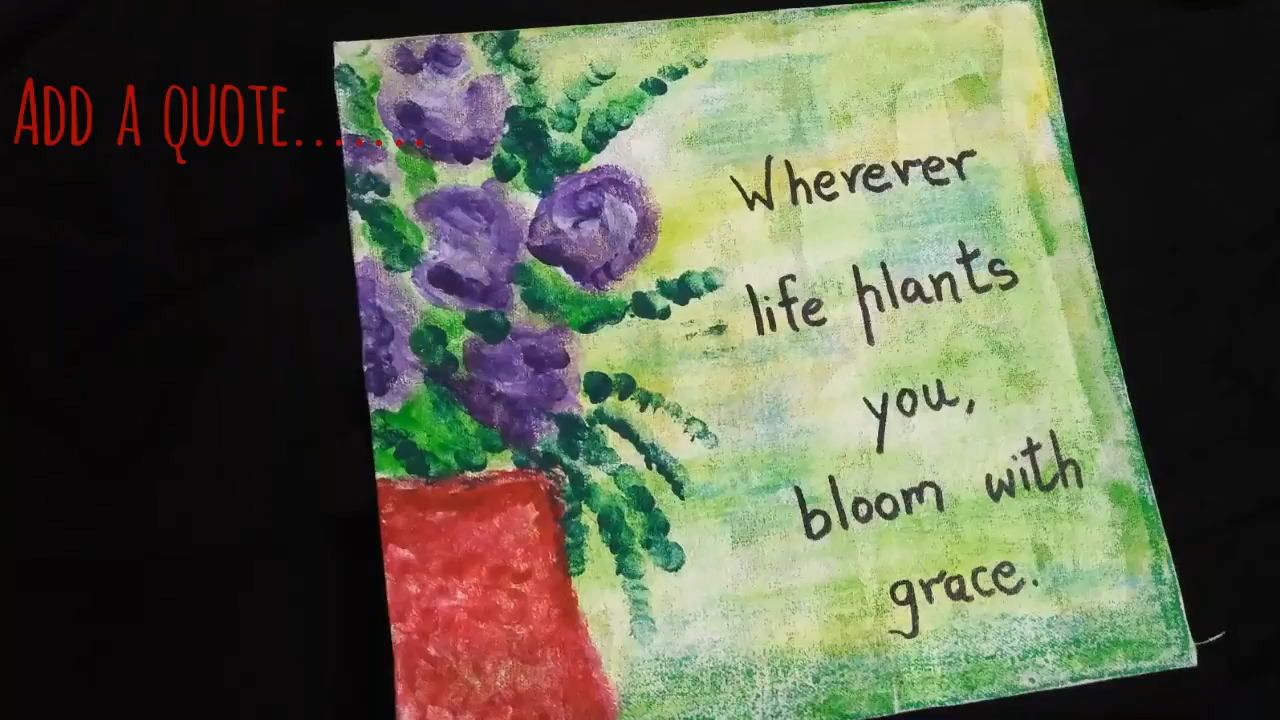 ADD A QUOTE.......
Wherever
life plants
you,
bloom with
grace.